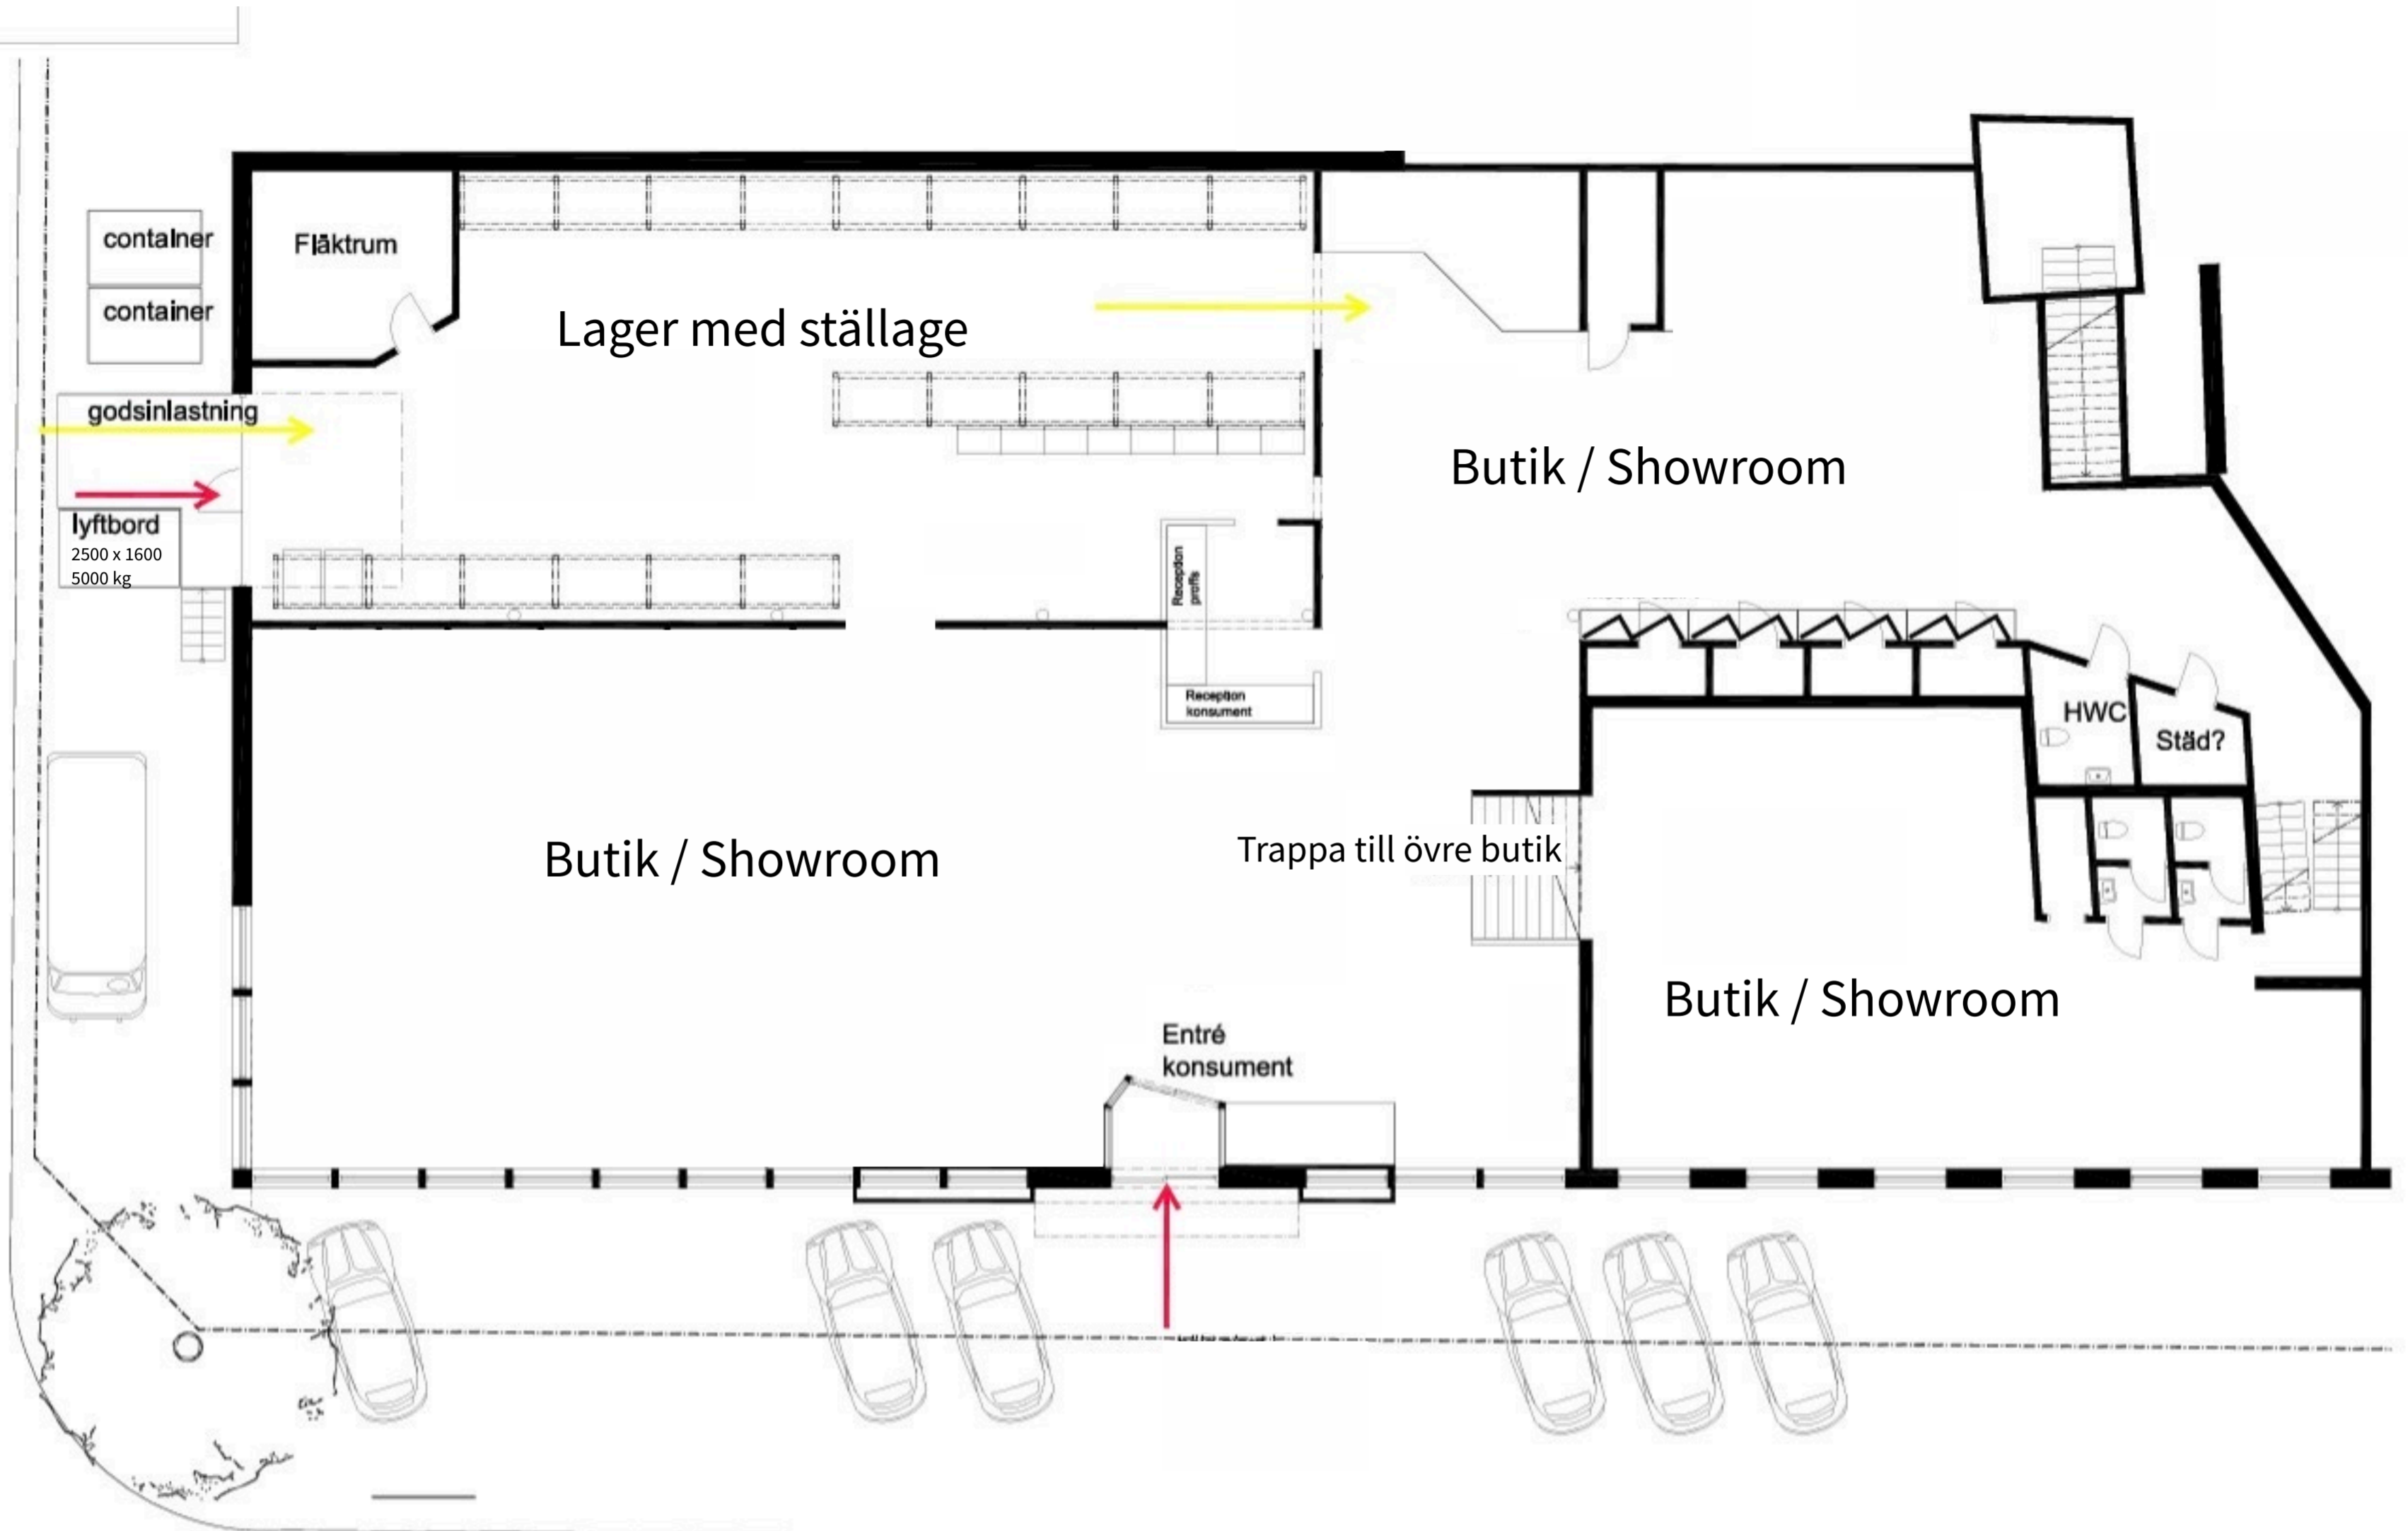 container
Fläktrum
container
Lager med ställage
godsinlastning
lyftbord
2500 x 1600
5000 kg
Butik / Showroom
Reception
proffs
Reception
konsument
HWC
Städ?
Butik / Showroom
Trappa till övre butik
Butik / Showroom
Entré
konsument